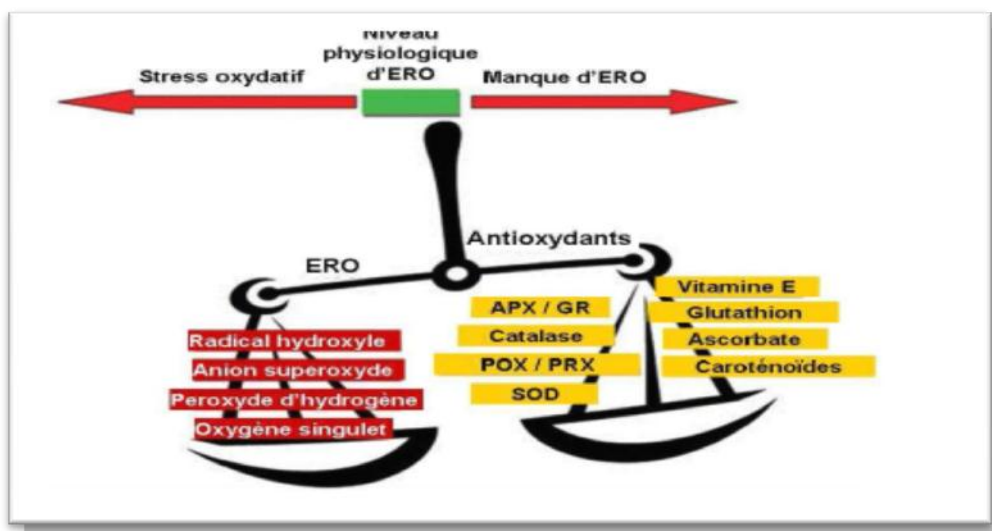 Niveau
physiologique
d'ERO
Stress oxydatif
Manque d'ERO
Antioxydants
ERO
Vitamine E
APX / GR
Glutathion
Catalase
Ascorbate
POX / PRX
Caroténoïdes
SOD
Radical hydroxyle
Anion superoxyde
Peroxyde d'hydrogène
Oxygène singulet